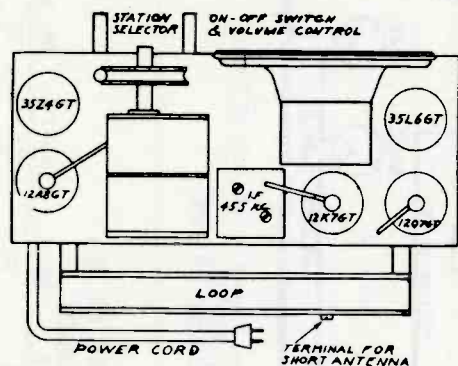 STATION
SELECTOR
ON-OFF SWITCH
& VOLUME CONTROL
35Z4GT
35L6GT
12A8GT
I.F
455 KC
12K7GT
12Q7GT
LOOP
POWER CORD
TERMINAL FOR
SHORT ANTENNA